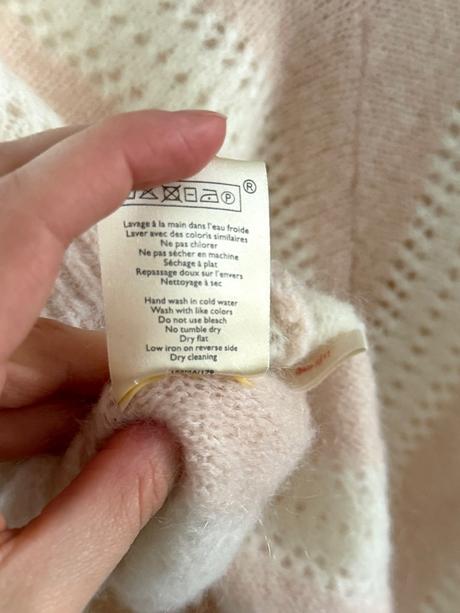 ®
P
Lavage à la main dans l'eau froide
Laver avec des coloris similaires
Ne pas chlorer
Ne pas sécher en machine
Séchage à plat
Repassage doux sur l'envers
Nettoyage à sec
Hand wash in cold water
Wash with like colors
Do not use bleach
No tumble dry
Dry flat
Low iron on reverse side
Dry cleaning